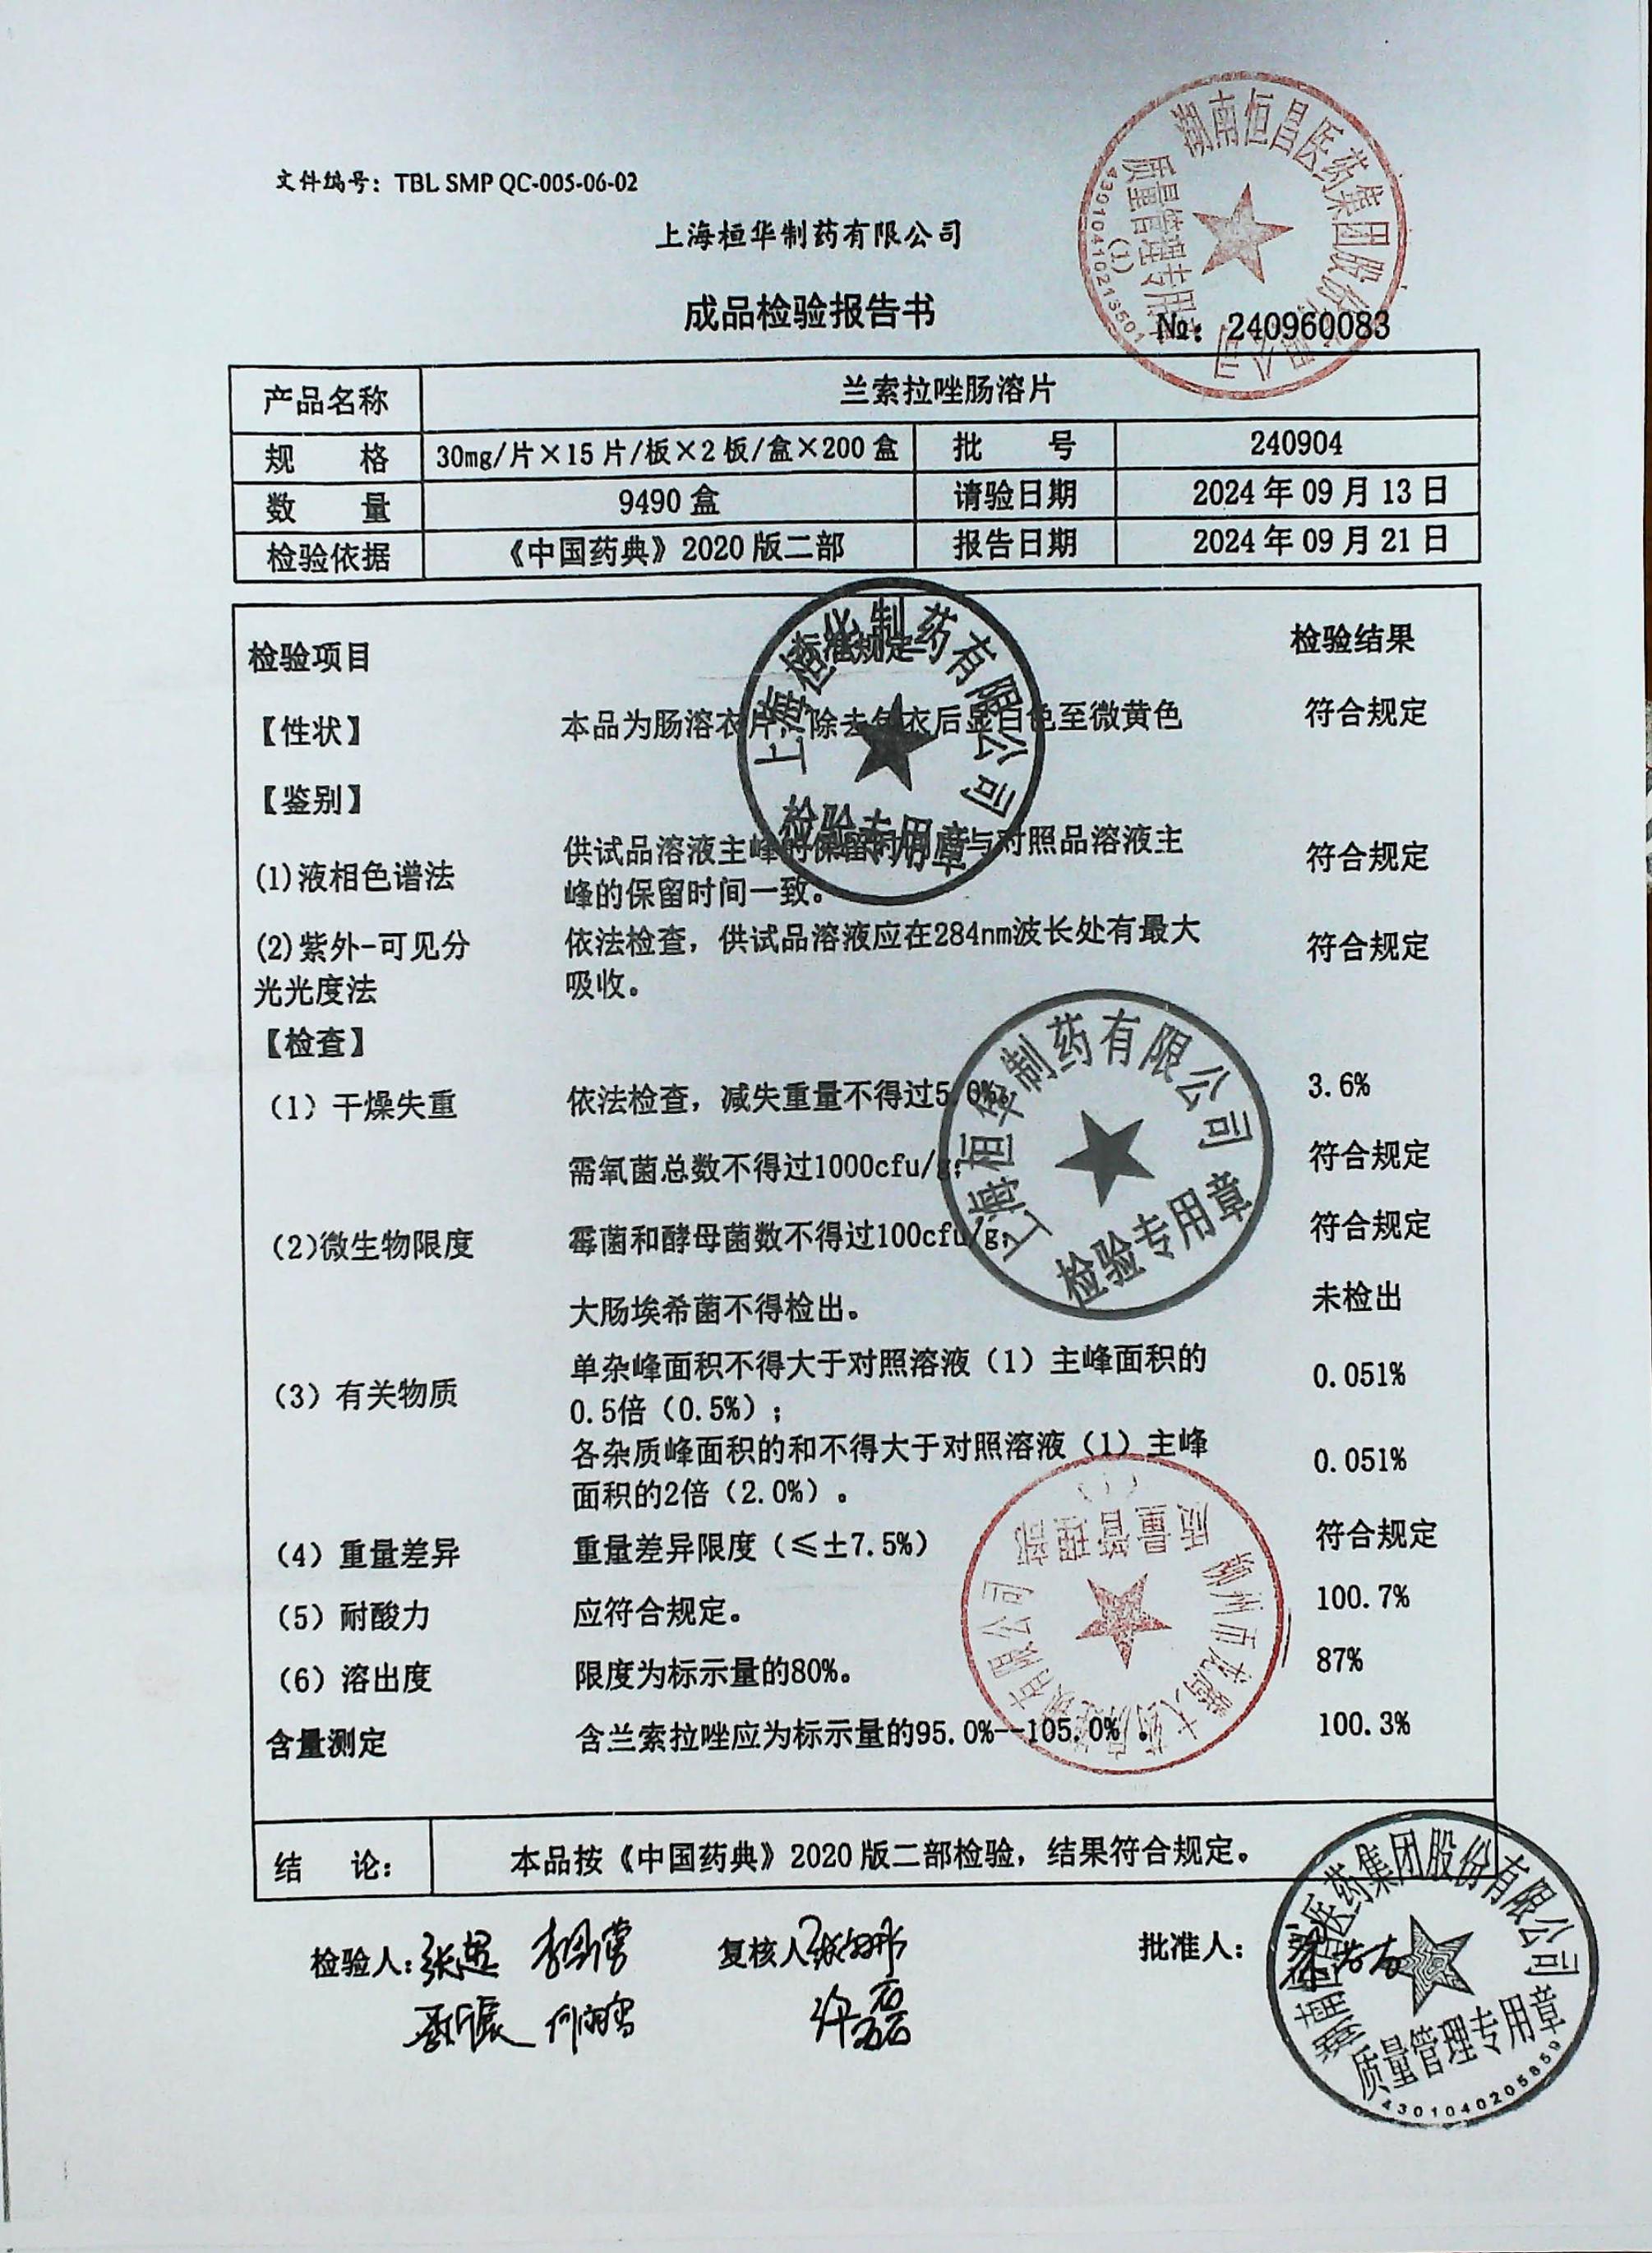 文件编号：TBL SMP QC-005-06-02
上海桓华制药有限公司
成品检验报告书
№：240960083
湖南恒昌医药集团股份有限公司
质量管理专用章
(1)
产品名称 兰索拉唑肠溶片
规 格 30mg/片×15片/板×2板/盒×200盒 批 号 240904
数 量 9490盒 请验日期 2024年09月13日
检验依据 《中国药典》2020版二部 报告日期 2024年09月21日
检验项目 标准规定 检验结果
【性状】 本品为肠溶衣片，除去包衣后显白色至微黄色 符合规定
上海桓华制药有限公司
检验专用章
【鉴别】
(1)液相色谱法 供试品溶液主峰的保留时间应与对照品溶液主 符合规定
峰的保留时间一致。
(2)紫外-可见分 依法检查，供试品溶液应在284nm波长处有最大 符合规定
光光度法 吸收。
【检查】
（1）干燥失重 依法检查，减失重量不得过5.0%。 3.6%
需氧菌总数不得过1000cfu/g； 符合规定
上海桓华制药有限公司
检验专用章
（2)微生物限度 霉菌和酵母菌数不得过100cfu/g， 符合规定
大肠埃希菌不得检出。 未检出
（3）有关物质 单杂峰面积不得大于对照溶液（1）主峰面积的 0.051%
0.5倍（0.5%）；
各杂质峰面积的和不得大于对照溶液（1）主峰 0.051%
面积的2倍（2.0%）。
（4）重量差异 重量差异限度（≤±7.5%） 符合规定
（5）耐酸力 应符合规定。 100.7%
（6）溶出度 限度为标示量的80%。 87%
质量管理部
含量测定 含兰索拉唑应为标示量的95.0%--105.0%。 100.3%
结 论： 本品按《中国药典》2020版二部检验，结果符合规定。
检验人： 复核人 批准人：
湖南恒昌医药集团股份有限公司
质量管理专用章
4301040205859